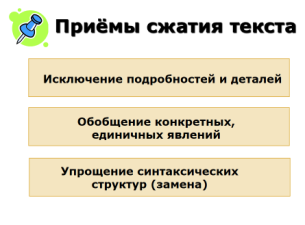 Приёмы сжатия текста
Исключение подробностей и деталей
Обобщение конкретных,
единичных явлений
Упрощение синтаксических
структур (замена)